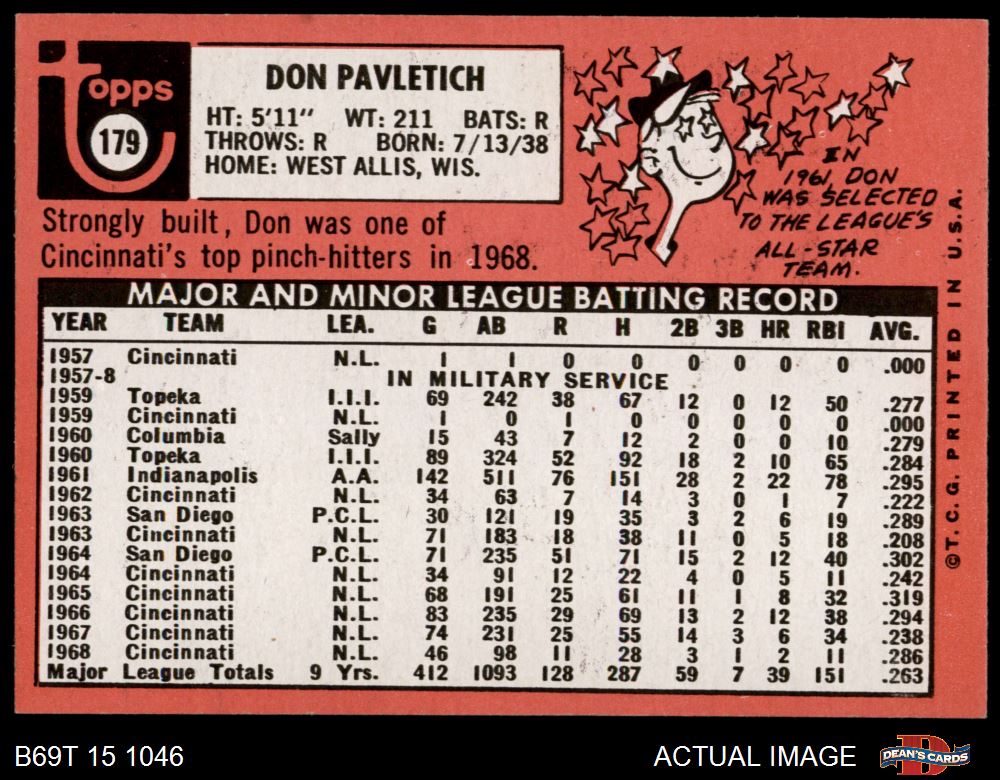 topps
179
DON PAVLETICH
HT: 5'11" WT: 211 BATS: R
THROWS: R BORN: 7/13/38
HOME: WEST ALLIS, WIS.
Strongly built, Don was one of
Cincinnati's top pinch-hitters in 1968.
IN
1961, DON
WAS SELECTED
TO THE LEAGUE'S
ALL-STAR
TEAM.
MAJOR AND MINOR LEAGUE BATTING RECORD
YEAR TEAM LEA. G AB R H 2B 3B HR RBI AVG.
1957 Cincinnati N.L. 1 1 0 0 0 0 0 0 .000
1957-8 IN MILITARY SERVICE
1959 Topeka I.I.I. 69 242 38 67 12 0 12 50 .277
1959 Cincinnati N.L. 1 0 1 0 0 0 0 0 .000
1960 Columbia Sally 15 43 7 12 2 0 0 10 .279
1960 Topeka I.I.I. 89 324 52 92 18 2 10 65 .284
1961 Indianapolis A.A. 142 511 76 151 28 2 22 78 .295
1962 Cincinnati N.L. 34 63 7 14 3 0 1 7 .222
1963 San Diego P.C.L. 30 121 19 35 3 2 6 19 .289
1963 Cincinnati N.L. 71 183 18 38 11 0 5 18 .208
1964 San Diego P.C.L. 71 235 51 71 15 2 12 40 .302
1964 Cincinnati N.L. 34 91 12 22 4 0 5 11 .242
1965 Cincinnati N.L. 68 191 25 61 11 1 8 32 .319
1966 Cincinnati N.L. 83 235 29 69 13 2 12 38 .294
1967 Cincinnati N.L. 74 231 25 55 14 3 6 34 .238
1968 Cincinnati N.L. 46 98 11 28 3 1 2 11 .286
Major League Totals 9 Yrs. 412 1093 128 287 59 7 39 151 .263
©T.C.G. PRINTED IN U.S.A.
B69T 15 1046
ACTUAL IMAGE
DEAN'S CARDS